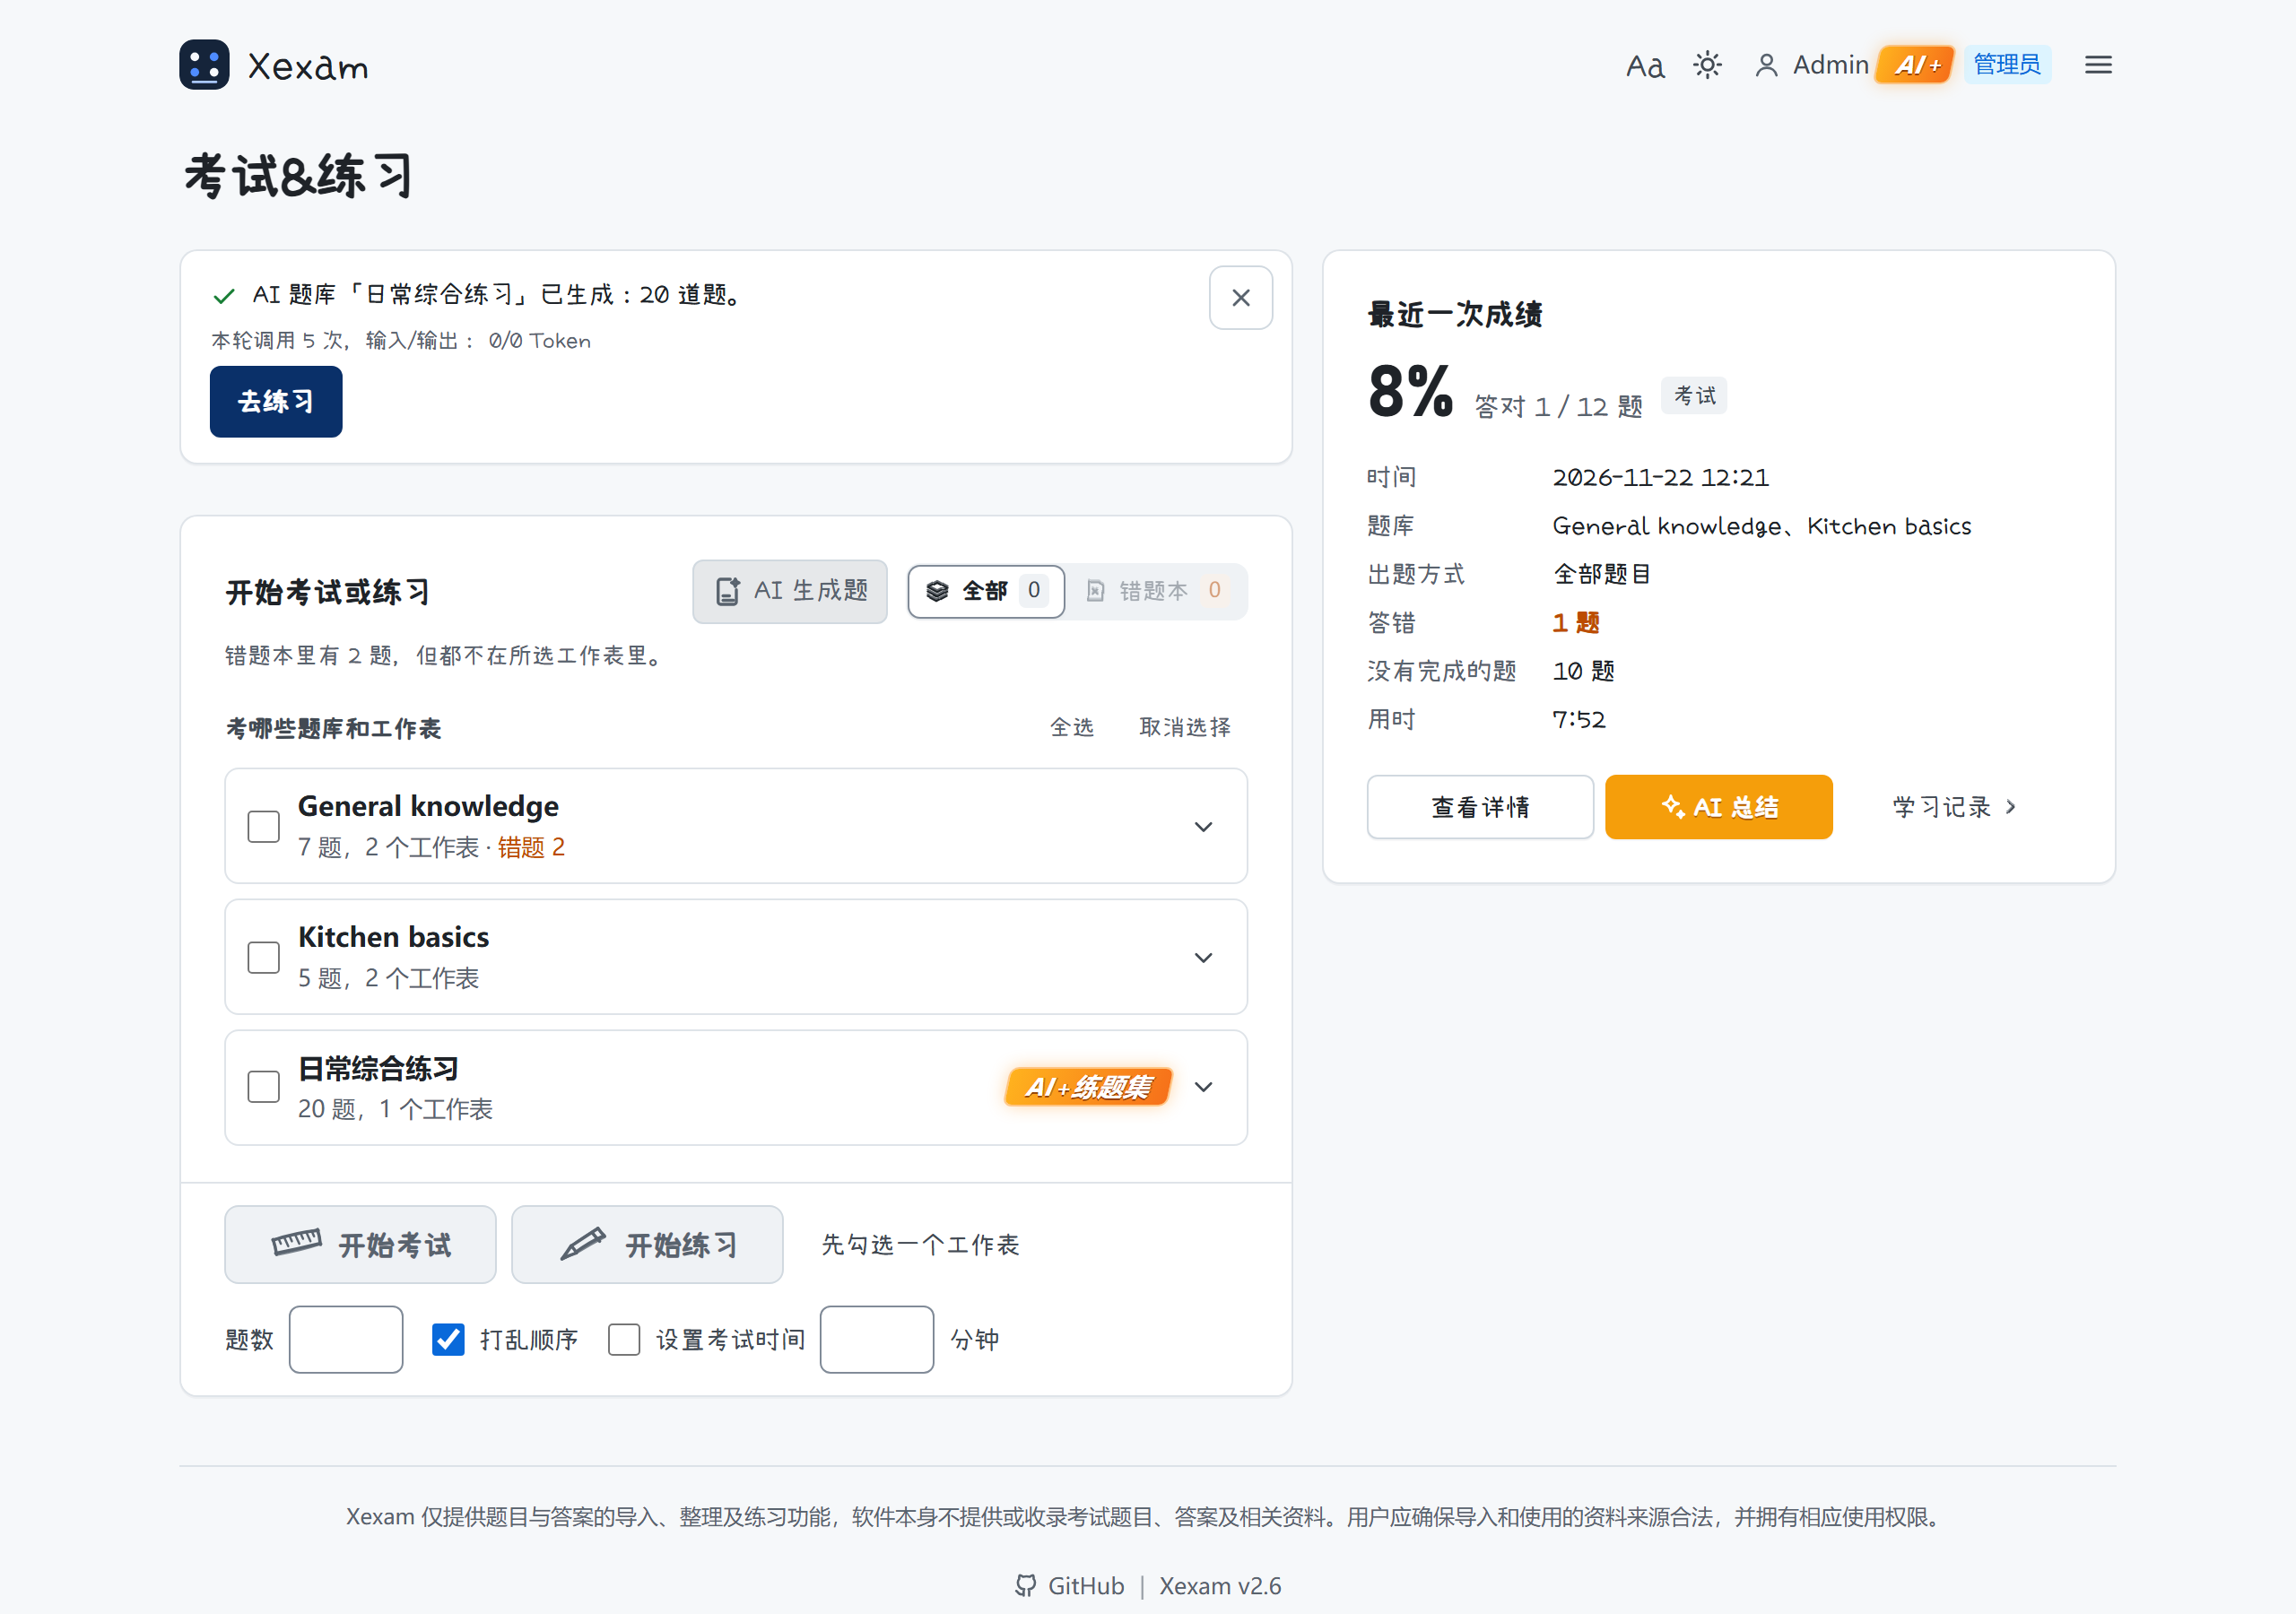 Xexam
Aa Admin AI+ 管理员
考试&练习
AI 题库「日常综合练习」已生成：20 道题。
本轮调用 5 次，输入/输出： 0/0 Token
去练习
开始考试或练习
AI 生成题
全部 0
错题本 0
错题本里有 2 题，但都不在所选工作表里。
考哪些题库和工作表
全选 取消选择
General knowledge
7 题，2 个工作表 · 错题 2
Kitchen basics
5 题，2 个工作表
日常综合练习
20 题，1 个工作表
AI+练题集
开始考试 开始练习 先勾选一个工作表
题数 打乱顺序 设置考试时间 分钟
最近一次成绩
8% 答对 1 / 12 题 考试
时间 2026-11-22 12:21
题库 General knowledge、Kitchen basics
出题方式 全部题目
答错 1 题
没有完成的题 10 题
用时 7:52
查看详情 AI 总结 学习记录
Xexam 仅提供题目与答案的导入、整理及练习功能，软件本身不提供或收录考试题目、答案及相关资料。用户应确保导入和使用的资料来源合法，并拥有相应使用权限。
GitHub | Xexam v2.6